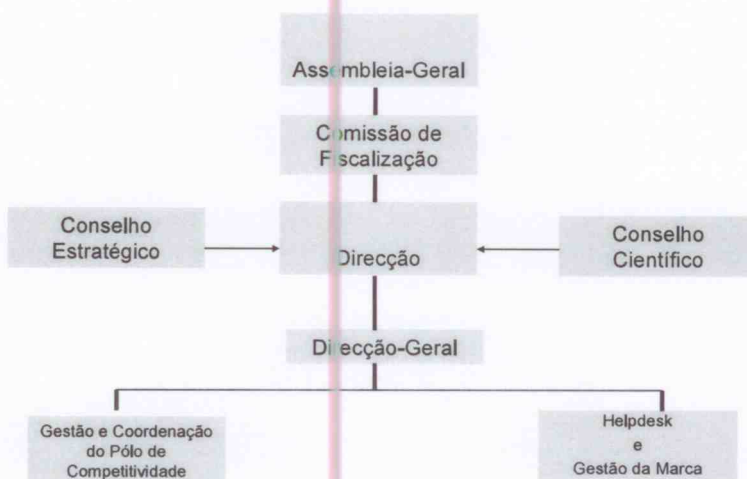 Assembleia-Geral
Comissão de
Fiscalização
Conselho
Estratégico
Direcção
Conselho
Científico
Direcção-Geral
Gestão e Coordenação
do Pólo de
Competitividade
Helpdesk
e
Gestão da Marca